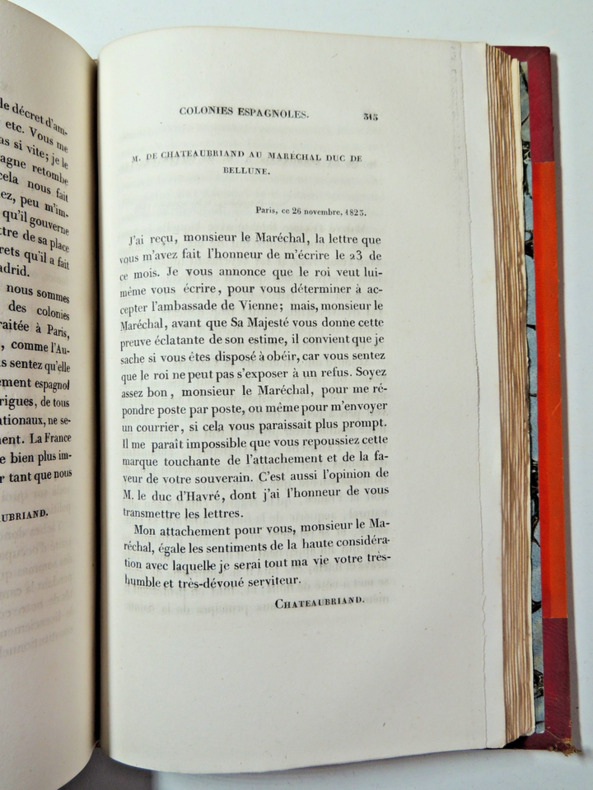 le décret d'am-
etc. Vous me
as si vite; je le
agne retombe
cela nous fait
ez, peu m'im-
qu'il gouverne
ttre de sa place
rets qu'il a fait
adrid.
nous sommes
des colonies
raitée à Paris,
, comme l'Au-
s sentez qu'elle
ement espagnol
rigues, de tous
tionaux, ne se-
ment. La France
e bien plus im-
r tant que nous
AUBRIAND.
COLONIES ESPAGNOLES. 313
M. DE CHATEAUBRIAND AU MARÉCHAL DUC DE
BELLUNE.
Paris, ce 26 novembre, 1823.
J'ai reçu, monsieur le Maréchal, la lettre que
vous m'avez fait l'honneur de m'écrire le 23 de
ce mois. Je vous annonce que le roi veut lui-
même vous écrire, pour vous déterminer à ac-
cepter l'ambassade de Vienne; mais, monsieur le
Maréchal, avant que Sa Majesté vous donne cette
preuve éclatante de son estime, il convient que je
sache si vous êtes disposé à obéir, car vous sentez
que le roi ne peut pas s'exposer à un refus. Soyez
assez bon, monsieur le Maréchal, pour me ré-
pondre poste par poste, ou même pour m'envoyer
un courrier, si cela vous paraissait plus prompt.
Il me paraît impossible que vous repoussiez cette
marque touchante de l'attachement et de la fa-
veur de votre souverain. C'est aussi l'opinion de
M. le duc d'Havré, dont j'ai l'honneur de vous
transmettre les lettres.
Mon attachement pour vous, monsieur le Ma-
réchal, égale les sentiments de la haute considéra-
tion avec laquelle je serai tout ma vie votre très-
humble et très-dévoué serviteur.
CHATEAUBRIAND.